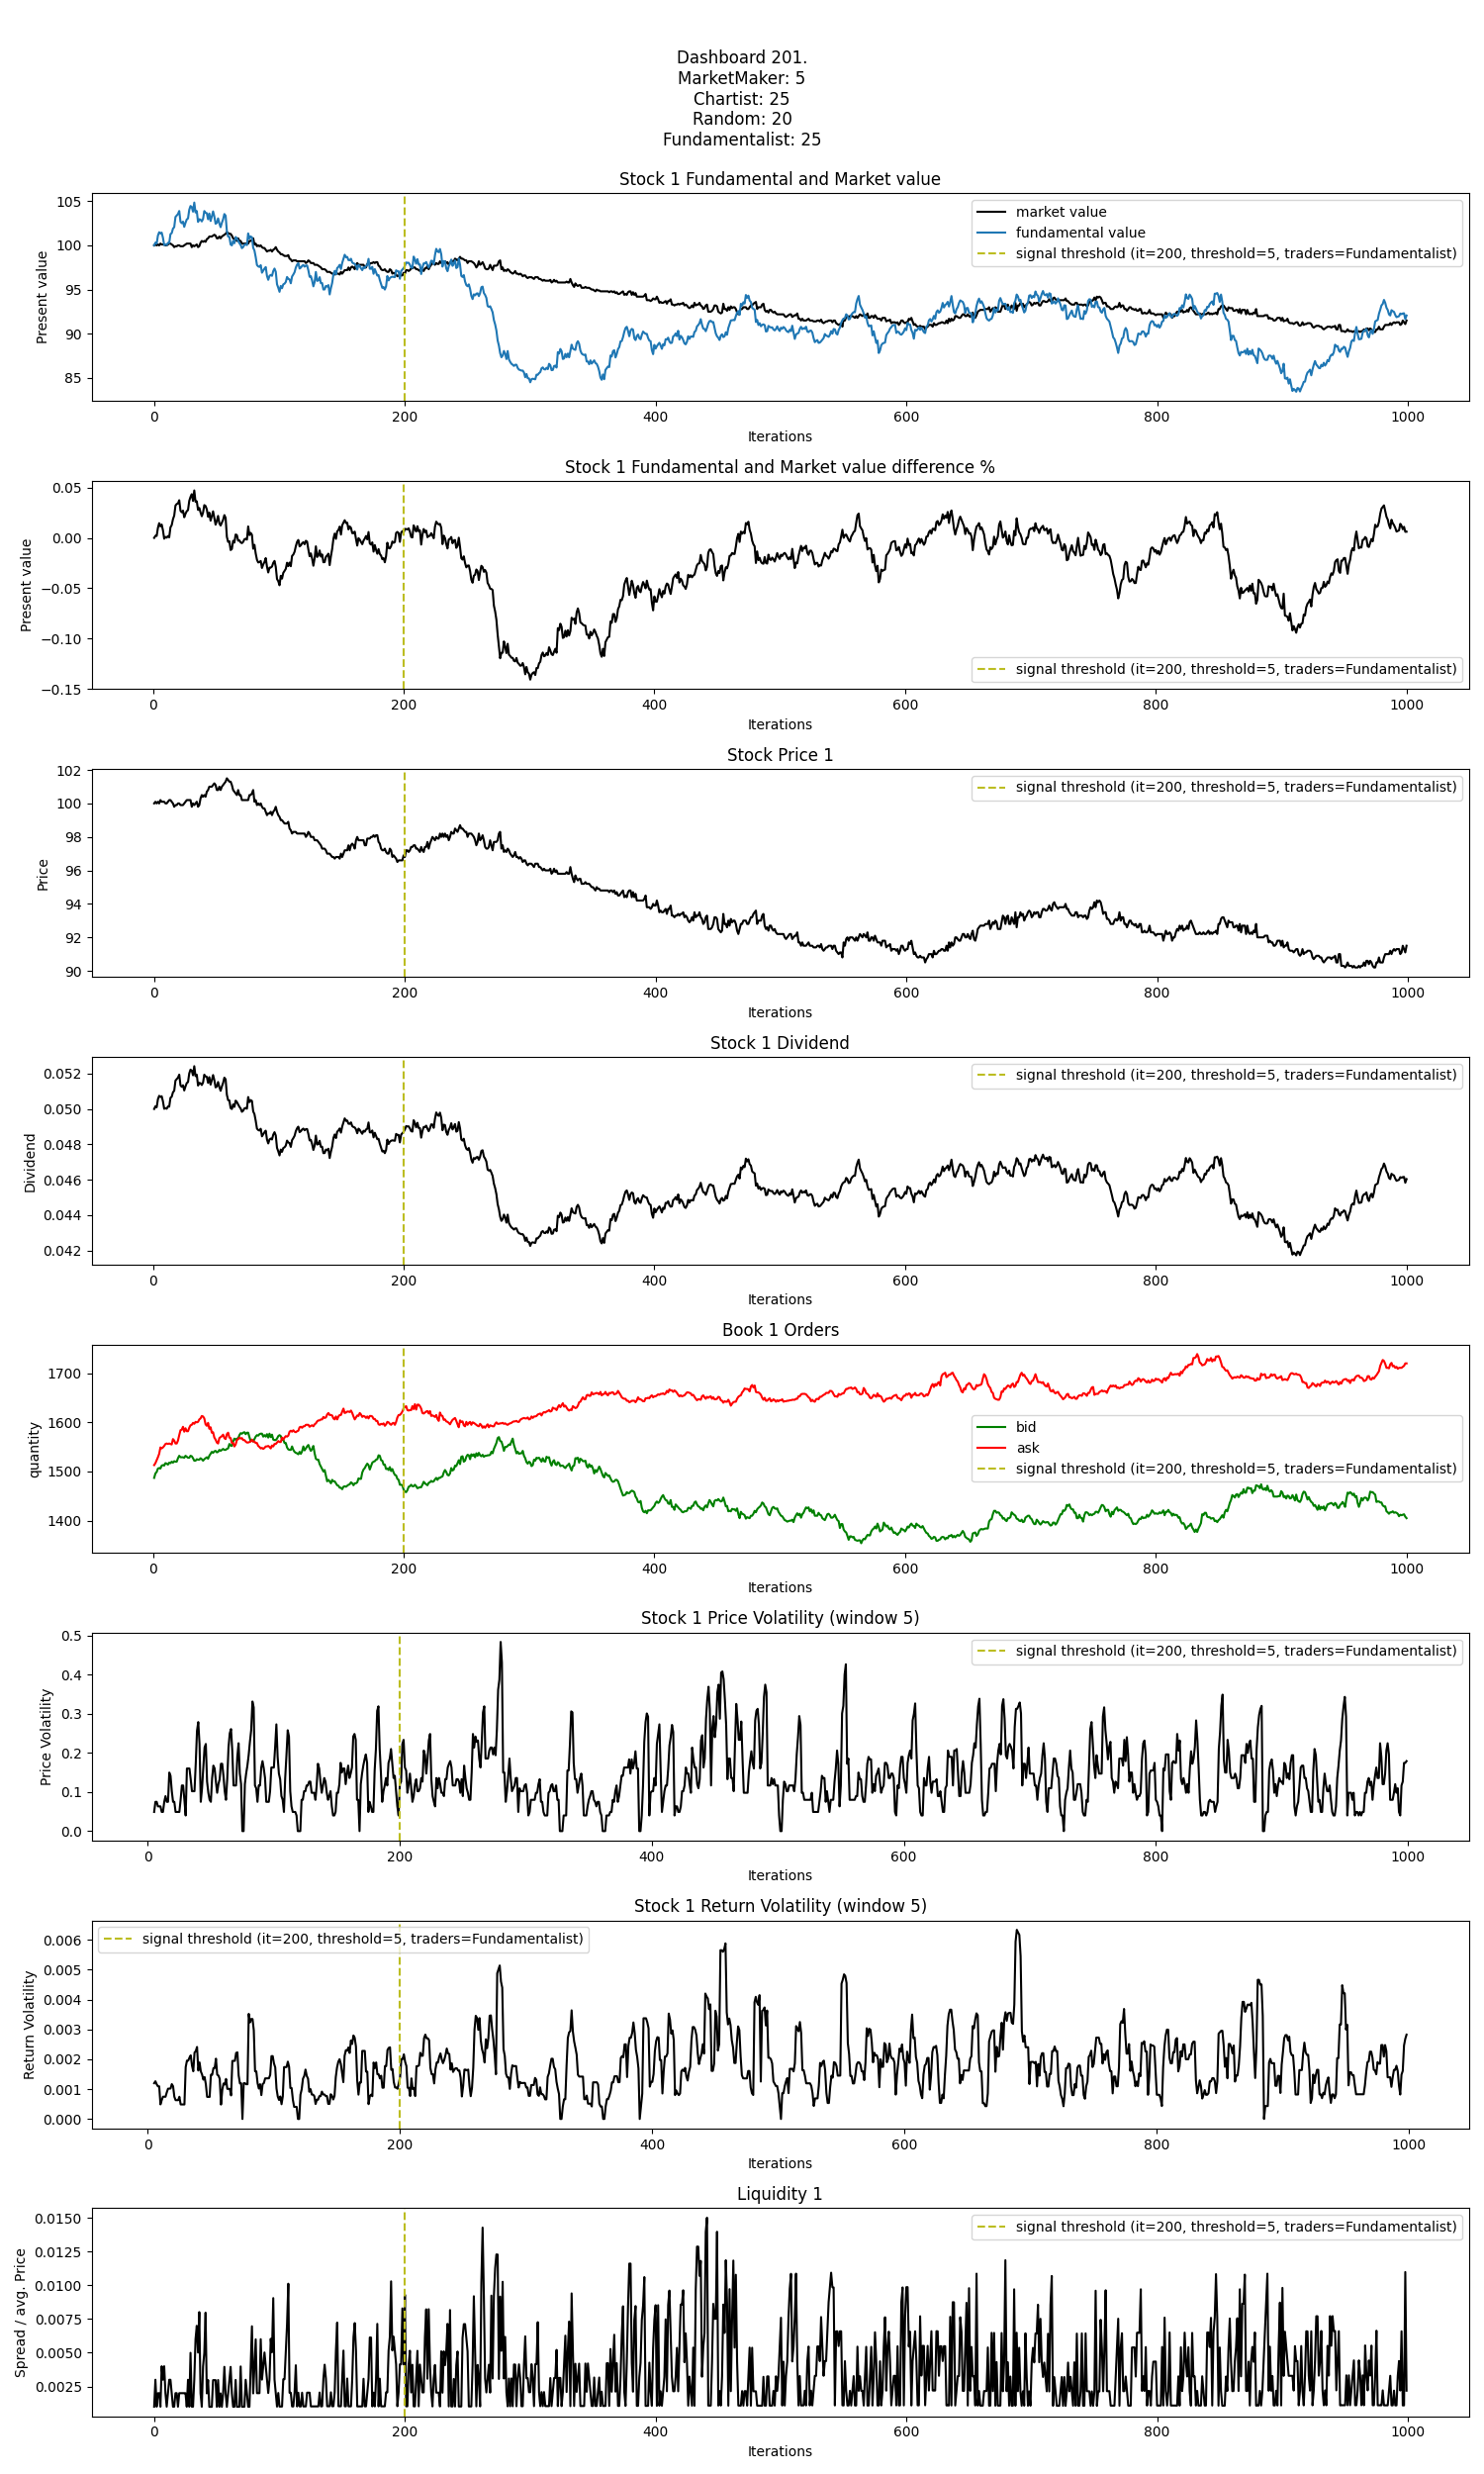 Dashboard 201.
MarketMaker: 5
Chartist: 25
Random: 20
Fundamentalist: 25
Stock 1 Fundamental and Market value
105
100
95
90
85
Present value
market value
fundamental value
signal threshold (it=200, threshold=5, traders=Fundamentalist)
0 200 400 600 800 1000
Iterations
Stock 1 Fundamental and Market value difference %
0.05
0.00
−0.05
−0.10
−0.15
Present value
signal threshold (it=200, threshold=5, traders=Fundamentalist)
0 200 400 600 800 1000
Iterations
Stock Price 1
102
100
98
96
94
92
90
Price
signal threshold (it=200, threshold=5, traders=Fundamentalist)
0 200 400 600 800 1000
Iterations
Stock 1 Dividend
0.052
0.050
0.048
0.046
0.044
0.042
Dividend
signal threshold (it=200, threshold=5, traders=Fundamentalist)
0 200 400 600 800 1000
Iterations
Book 1 Orders
1700
1600
1500
1400
quantity
bid
ask
signal threshold (it=200, threshold=5, traders=Fundamentalist)
0 200 400 600 800 1000
Iterations
Stock 1 Price Volatility (window 5)
0.5
0.4
0.3
0.2
0.1
0.0
Price Volatility
signal threshold (it=200, threshold=5, traders=Fundamentalist)
0 200 400 600 800 1000
Iterations
Stock 1 Return Volatility (window 5)
0.006
0.005
0.004
0.003
0.002
0.001
0.000
Return Volatility
signal threshold (it=200, threshold=5, traders=Fundamentalist)
0 200 400 600 800 1000
Iterations
Liquidity 1
0.0150
0.0125
0.0100
0.0075
0.0050
0.0025
Spread / avg. Price
signal threshold (it=200, threshold=5, traders=Fundamentalist)
0 200 400 600 800 1000
Iterations